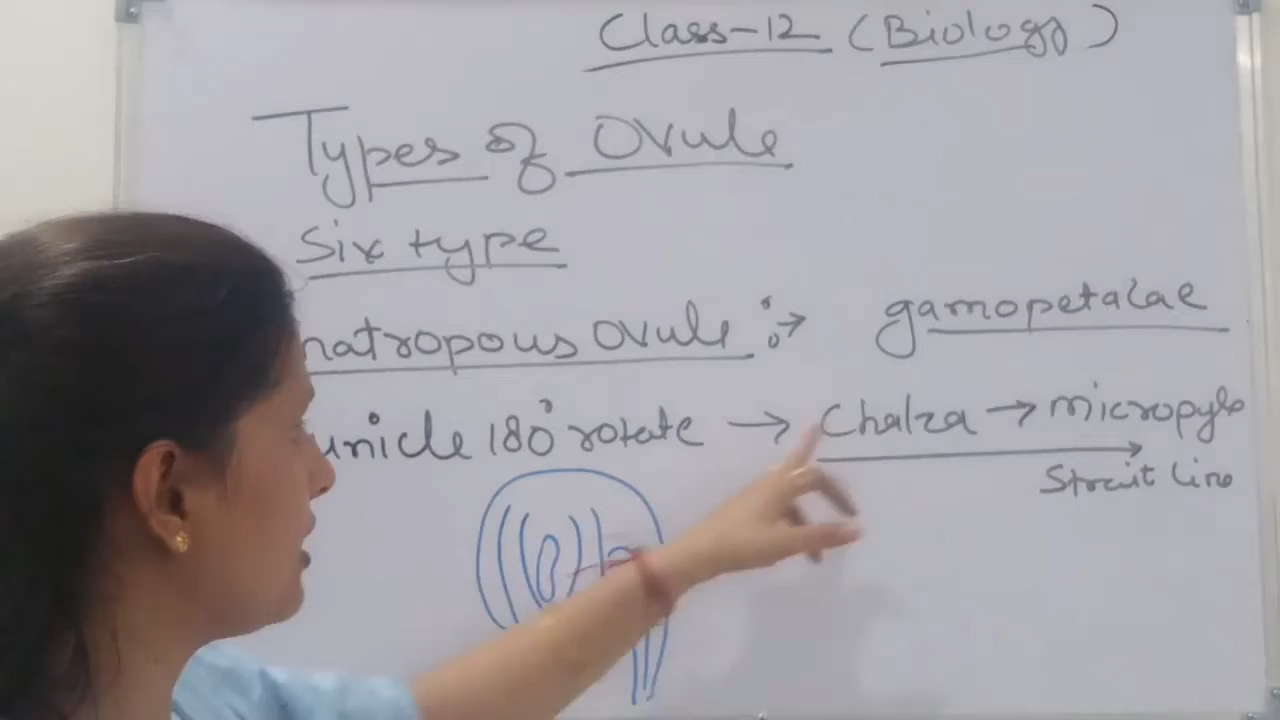 Class-12 (Biology)
Types of Ovule
Six type
natropous ovule :→ gamopetalae
unicle 180° rotate → Chalza → micropyle
Strait line